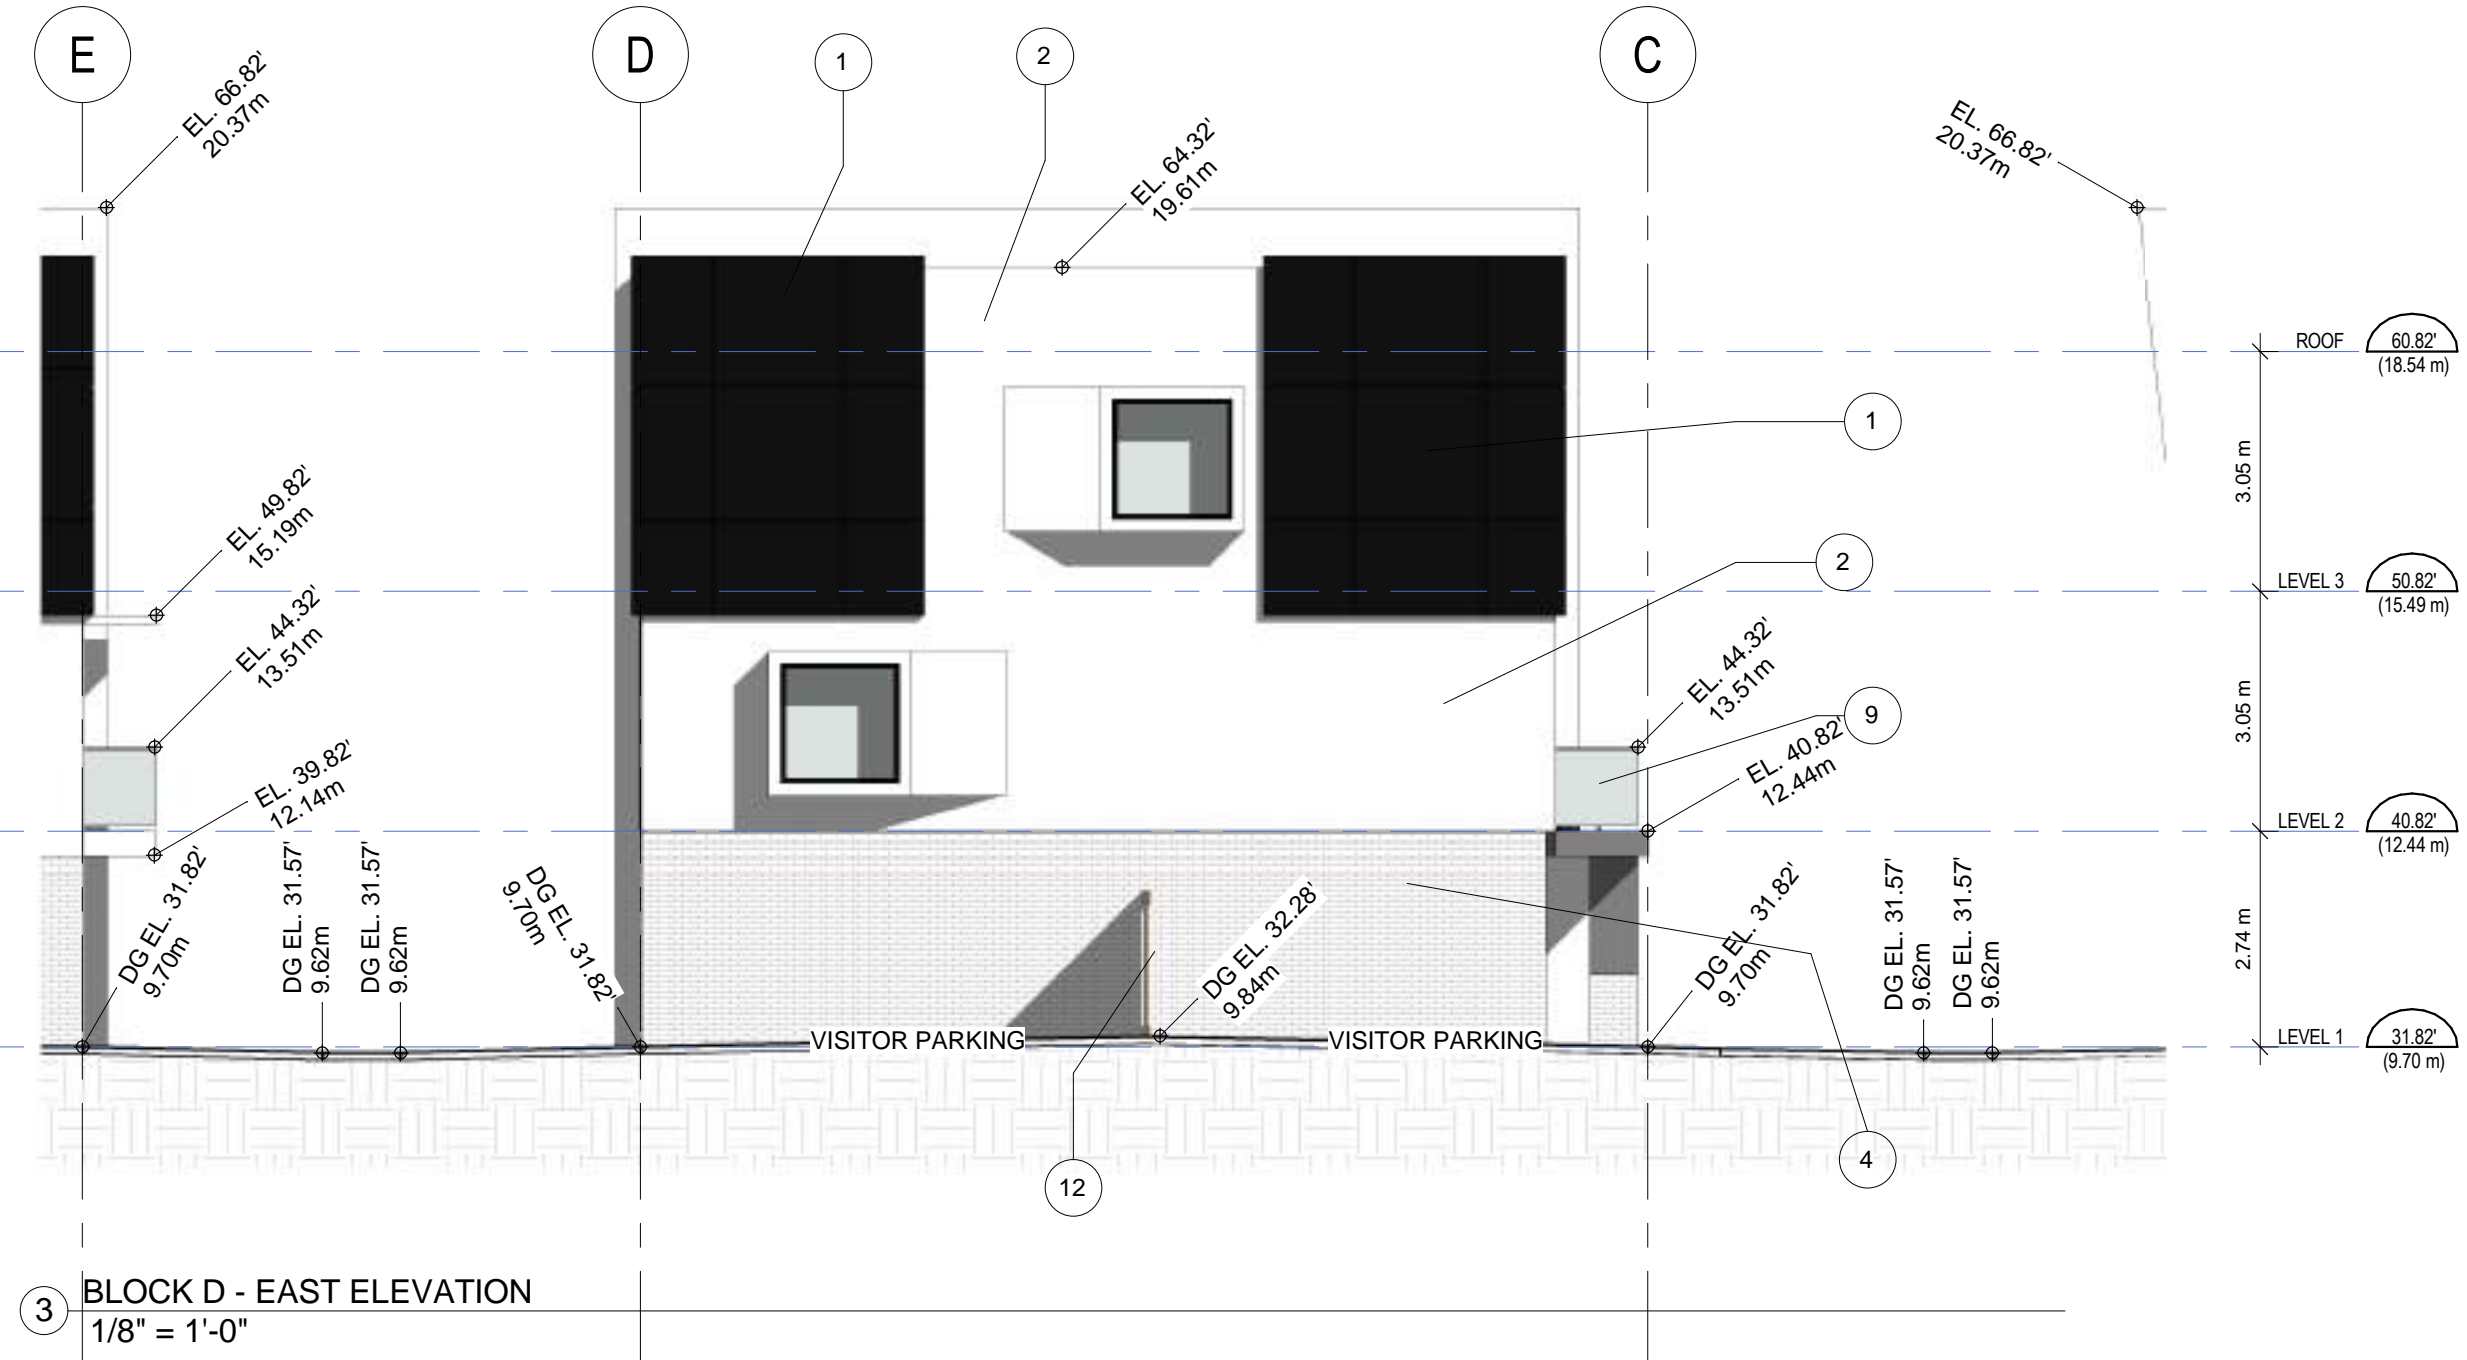 E
D
C
1
2
EL. 66.82'
20.37m
EL. 64.32'
19.61m
EL. 66.82'
20.37m
ROOF
60.82'
(18.54 m)
1
3.05 m
EL. 49.82'
15.19m
2
LEVEL 3
50.82'
(15.49 m)
EL. 44.32'
13.51m
EL. 44.32'
13.51m
9
3.05 m
EL. 39.82'
12.14m
EL. 40.82'
12.44m
LEVEL 2
40.82'
(12.44 m)
DG EL. 31.82'
9.70m
DG EL. 31.57'
9.62m
DG EL. 31.57'
9.62m
DG EL. 31.82'
9.70m
DG EL. 32.28'
9.84m
DG EL. 31.82'
9.70m
DG EL. 31.57'
9.62m
DG EL. 31.57'
9.62m
2.74 m
VISITOR PARKING
VISITOR PARKING
LEVEL 1
31.82'
(9.70 m)
12
4
3
BLOCK D - EAST ELEVATION
1/8" = 1'-0"